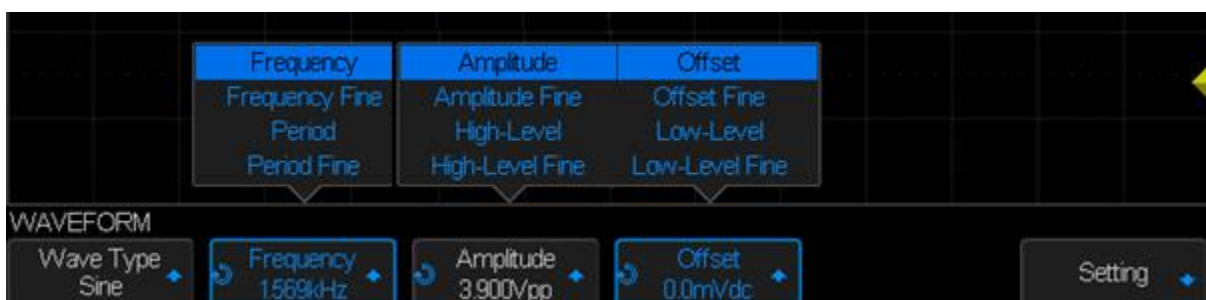 Frequency Amplitude Offset
Frequency Fine Amplitude Fine Offset Fine
Period High-Level Low-Level
Period Fine High-Level Fine Low-Level Fine
WAVEFORM
Wave Type Frequency Amplitude Offset Setting
Sine 1.569kHz 3.900Vpp 0.0mVdc